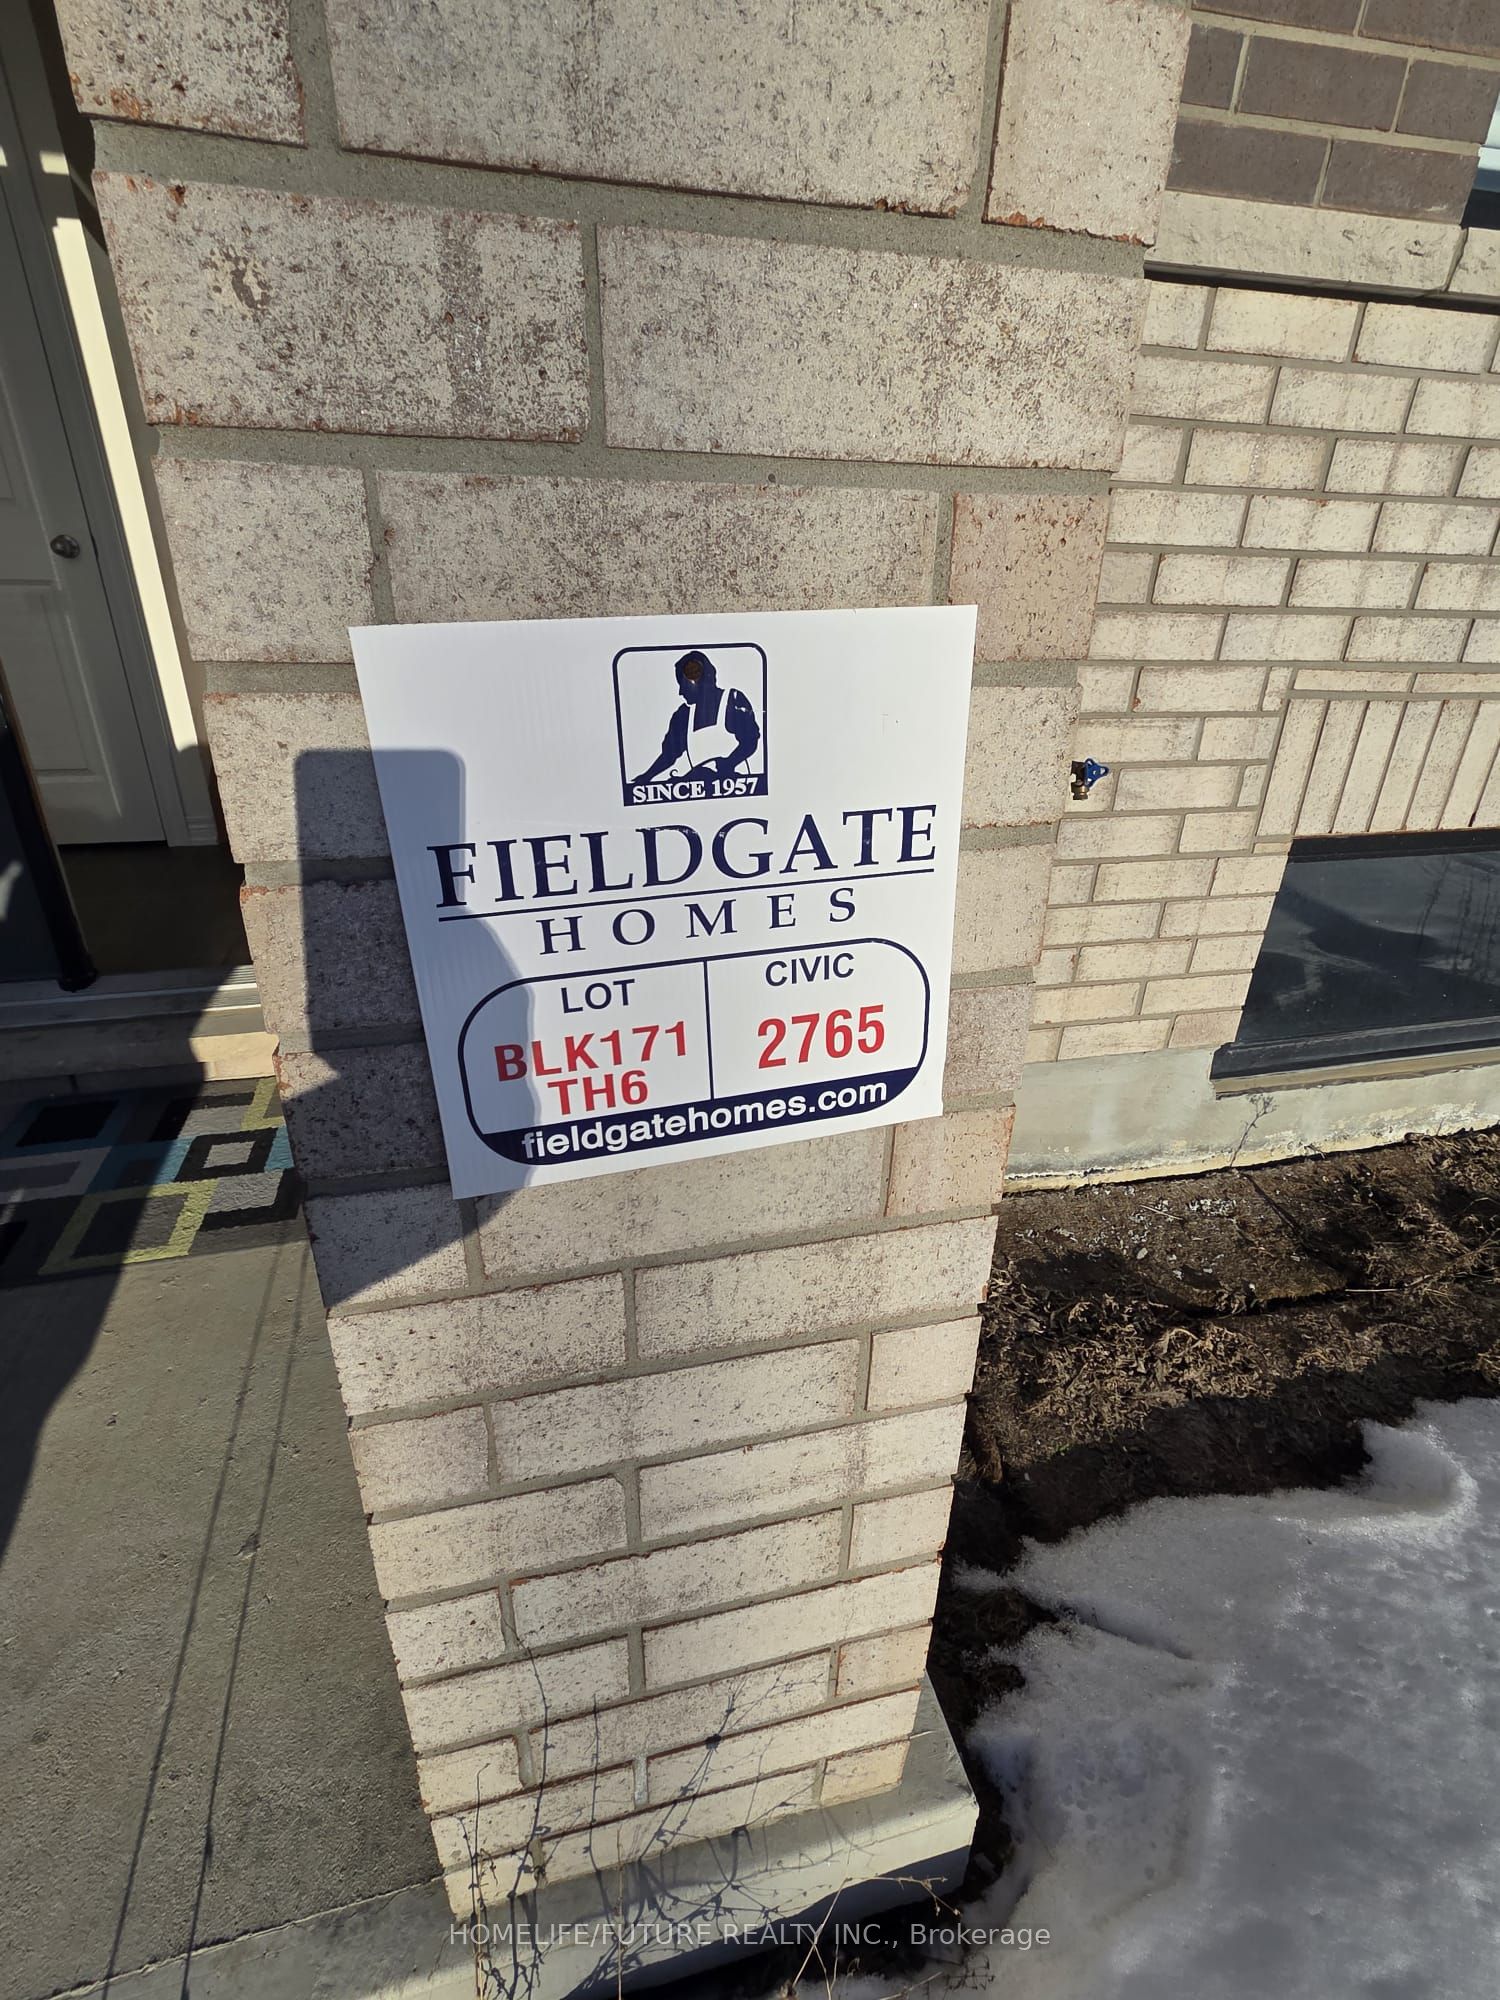 SINCE 1957
FIELDGATE
HOMES
LOT
BLK171
TH6
CIVIC
2765
fieldgatehomes.com
HOMELIFE/FUTURE REALTY INC., Brokerage